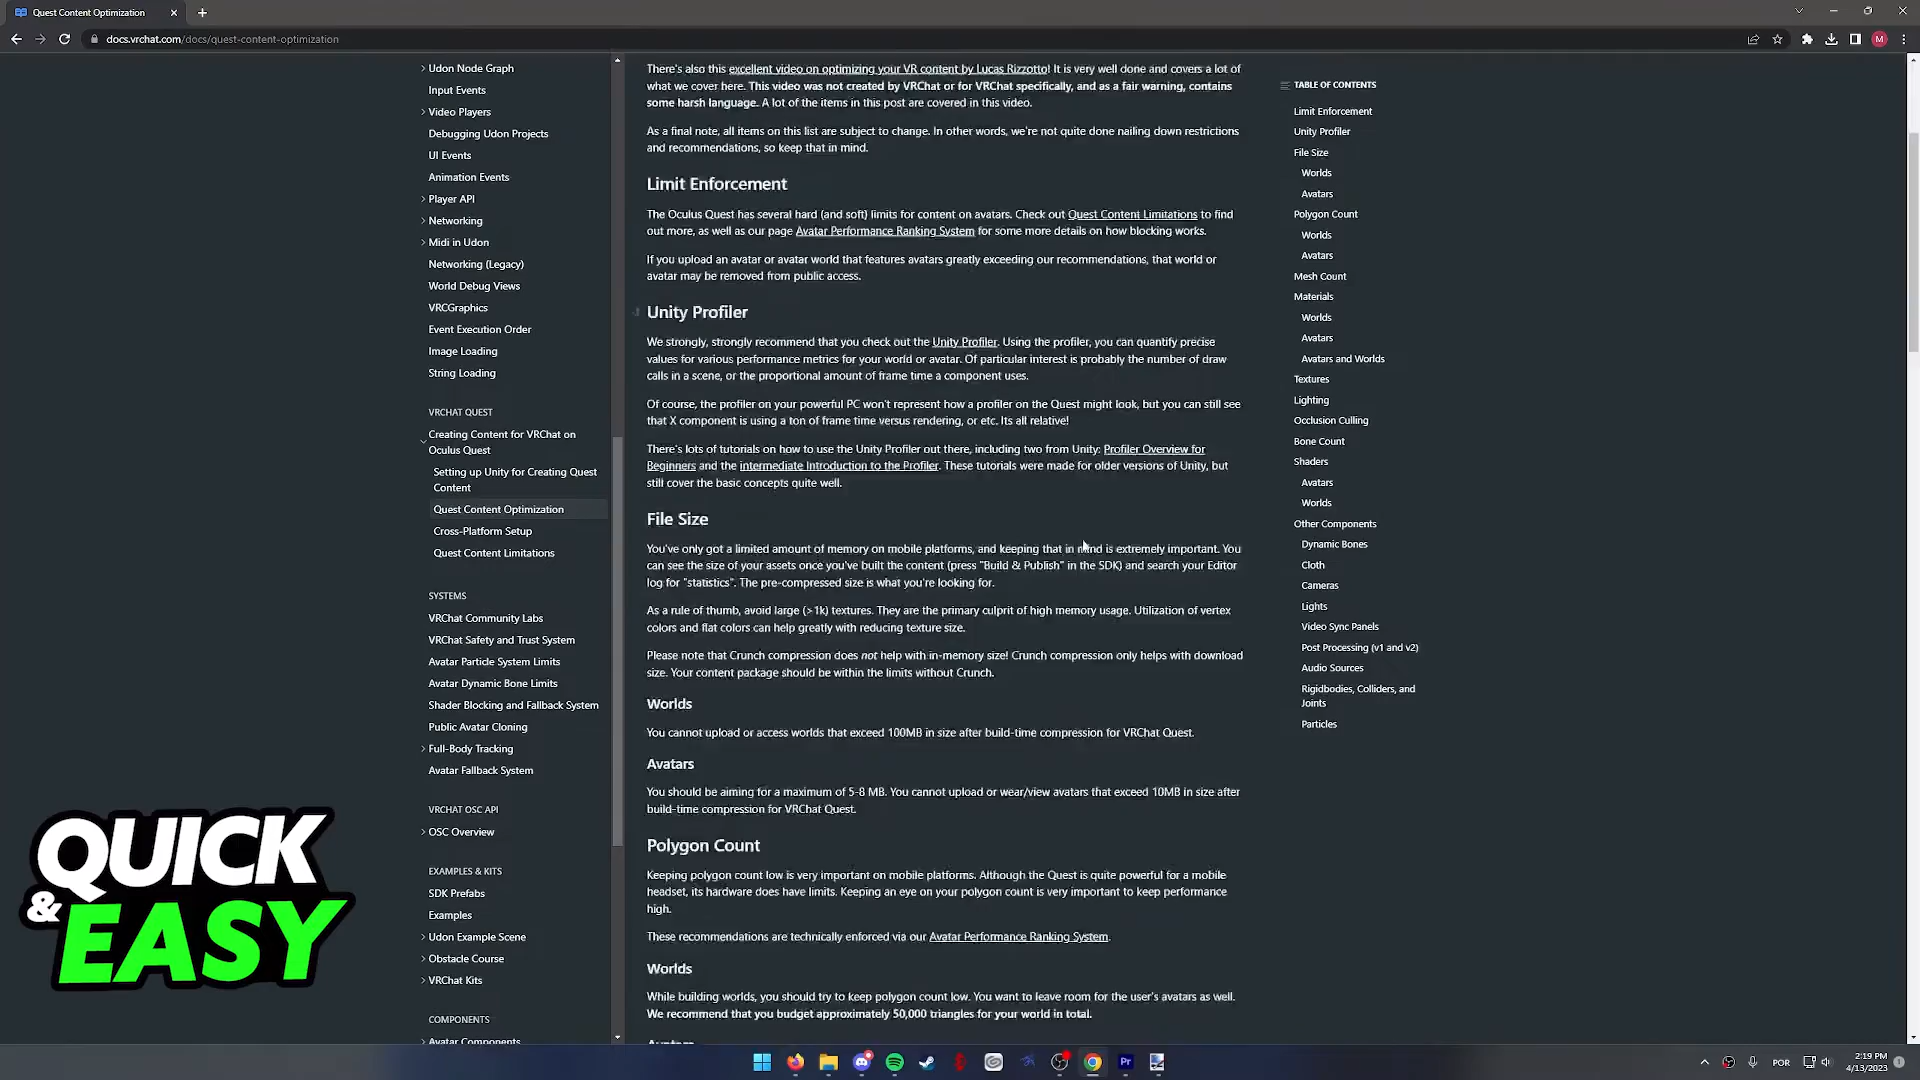 Quest Content Optimization
docs.vrchat.com/docs/quest-content-optimization
M
Udon Node Graph
Input Events
Video Players
Debugging Udon Projects
UI Events
Animation Events
Player API
Networking
Midi in Udon
Networking (Legacy)
World Debug Views
VRCGraphics
Event Execution Order
Image Loading
String Loading
VRCHAT QUEST
Creating Content for VRChat on
Oculus Quest
Setting up Unity for Creating Quest
Content
Quest Content Optimization
Cross-Platform Setup
Quest Content Limitations
SYSTEMS
VRChat Community Labs
VRChat Safety and Trust System
Avatar Particle System Limits
Avatar Dynamic Bone Limits
Shader Blocking and Fallback System
Public Avatar Cloning
Full-Body Tracking
Avatar Fallback System
VRCHAT OSC API
OSC Overview
EXAMPLES & KITS
SDK Prefabs
Examples
Udon Example Scene
Obstacle Course
VRChat Kits
COMPONENTS
Avatar Components
There's also this excellent video on optimizing your VR content by Lucas Rizzotto! It is very well done and covers a lot of
what we cover here. This video was not created by VRChat or for VRChat specifically, and as a fair warning, contains
some harsh language. A lot of the items in this post are covered in this video.
As a final note, all items on this list are subject to change. In other words, we're not quite done nailing down restrictions
and recommendations, so keep that in mind.
Limit Enforcement
The Oculus Quest has several hard (and soft) limits for content on avatars. Check out Quest Content Limitations to find
out more, as well as our page Avatar Performance Ranking System for some more details on how blocking works.
If you upload an avatar or avatar world that features avatars greatly exceeding our recommendations, that world or
avatar may be removed from public access.
Unity Profiler
We strongly, strongly recommend that you check out the Unity Profiler. Using the profiler, you can quantify precise
values for various performance metrics for your world or avatar. Of particular interest is probably the number of draw
calls in a scene, or the proportional amount of frame time a component uses.
Of course, the profiler on your powerful PC won't represent how a profiler on the Quest might look, but you can still see
that X component is using a ton of frame time versus rendering, or etc. Its all relative!
There's lots of tutorials on how to use the Unity Profiler out there, including two from Unity: Profiler Overview for
Beginners and the intermediate Introduction to the Profiler. These tutorials were made for older versions of Unity, but
still cover the basic concepts quite well.
File Size
You've only got a limited amount of memory on mobile platforms, and keeping that in mind is extremely important. You
can see the size of your assets once you've built the content (press "Build & Publish" in the SDK) and search your Editor
log for "statistics". The pre-compressed size is what you're looking for.
As a rule of thumb, avoid large (>1k) textures. They are the primary culprit of high memory usage. Utilization of vertex
colors and flat colors can help greatly with reducing texture size.
Please note that Crunch compression does not help with in-memory size! Crunch compression only helps with download
size. Your content package should be within the limits without Crunch.
Worlds
You cannot upload or access worlds that exceed 100MB in size after build-time compression for VRChat Quest.
Avatars
You should be aiming for a maximum of 5-8 MB. You cannot upload or wear/view avatars that exceed 10MB in size after
build-time compression for VRChat Quest.
Polygon Count
Keeping polygon count low is very important on mobile platforms. Although the Quest is quite powerful for a mobile
headset, its hardware does have limits. Keeping an eye on your polygon count is very important to keep performance
high.
These recommendations are technically enforced via our Avatar Performance Ranking System.
Worlds
While building worlds, you should try to keep polygon count low. You want to leave room for the user's avatars as well.
We recommend that you budget approximately 50,000 triangles for your world in total.
Avatars
TABLE OF CONTENTS
Limit Enforcement
Unity Profiler
File Size
Worlds
Avatars
Polygon Count
Worlds
Avatars
Mesh Count
Materials
Worlds
Avatars
Avatars and Worlds
Textures
Lighting
Occlusion Culling
Bone Count
Shaders
Avatars
Worlds
Other Components
Dynamic Bones
Cloth
Cameras
Lights
Video Sync Panels
Post Processing (v1 and v2)
Audio Sources
Rigidbodies, Colliders, and
Joints
Particles
QUICK
& EASY
Pr
POR
2:19 PM
4/13/2023